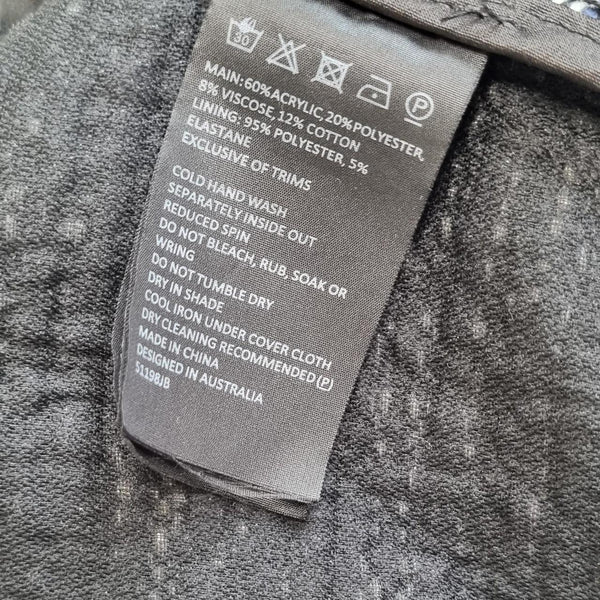 30
MAIN: 60% ACRYLIC, 20% POLYESTER,
8% VISCOSE, 12% COTTON
LINING: 95% POLYESTER, 5%
ELASTANE
EXCLUSIVE OF TRIMS
COLD HAND WASH
SEPARATELY INSIDE OUT
REDUCED SPIN
DO NOT BLEACH, RUB, SOAK OR
WRING
DO NOT TUMBLE DRY
DRY IN SHADE
COOL IRON UNDER COVER CLOTH
DRY CLEANING RECOMMENDED (P)
MADE IN CHINA
DESIGNED IN AUSTRALIA
51198JB